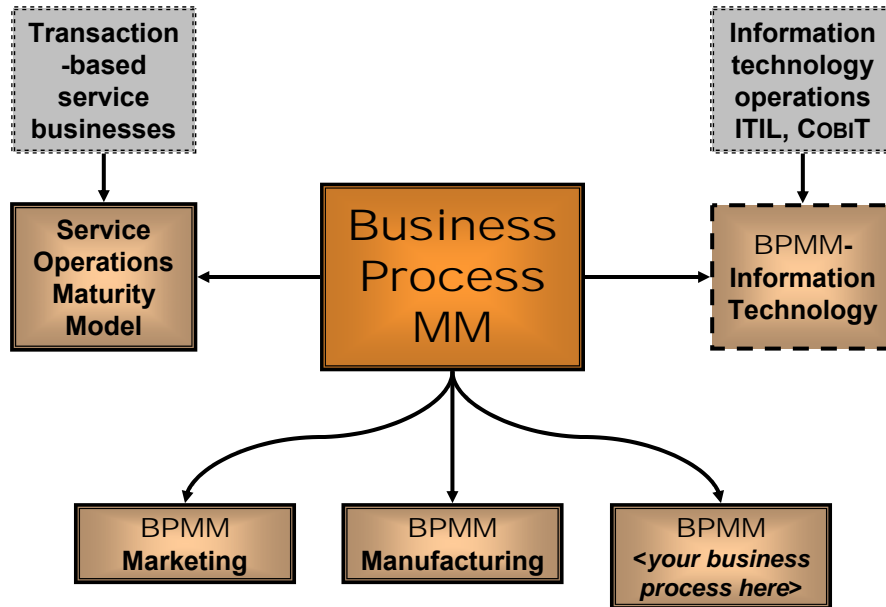 Transaction
-based
service
businesses
Information
technology
operations
ITIL, COBIT
Service
Operations
Maturity
Model
Business
Process
MM
BPMM-
Information
Technology
BPMM
Marketing
BPMM
Manufacturing
BPMM
<your business
process here>